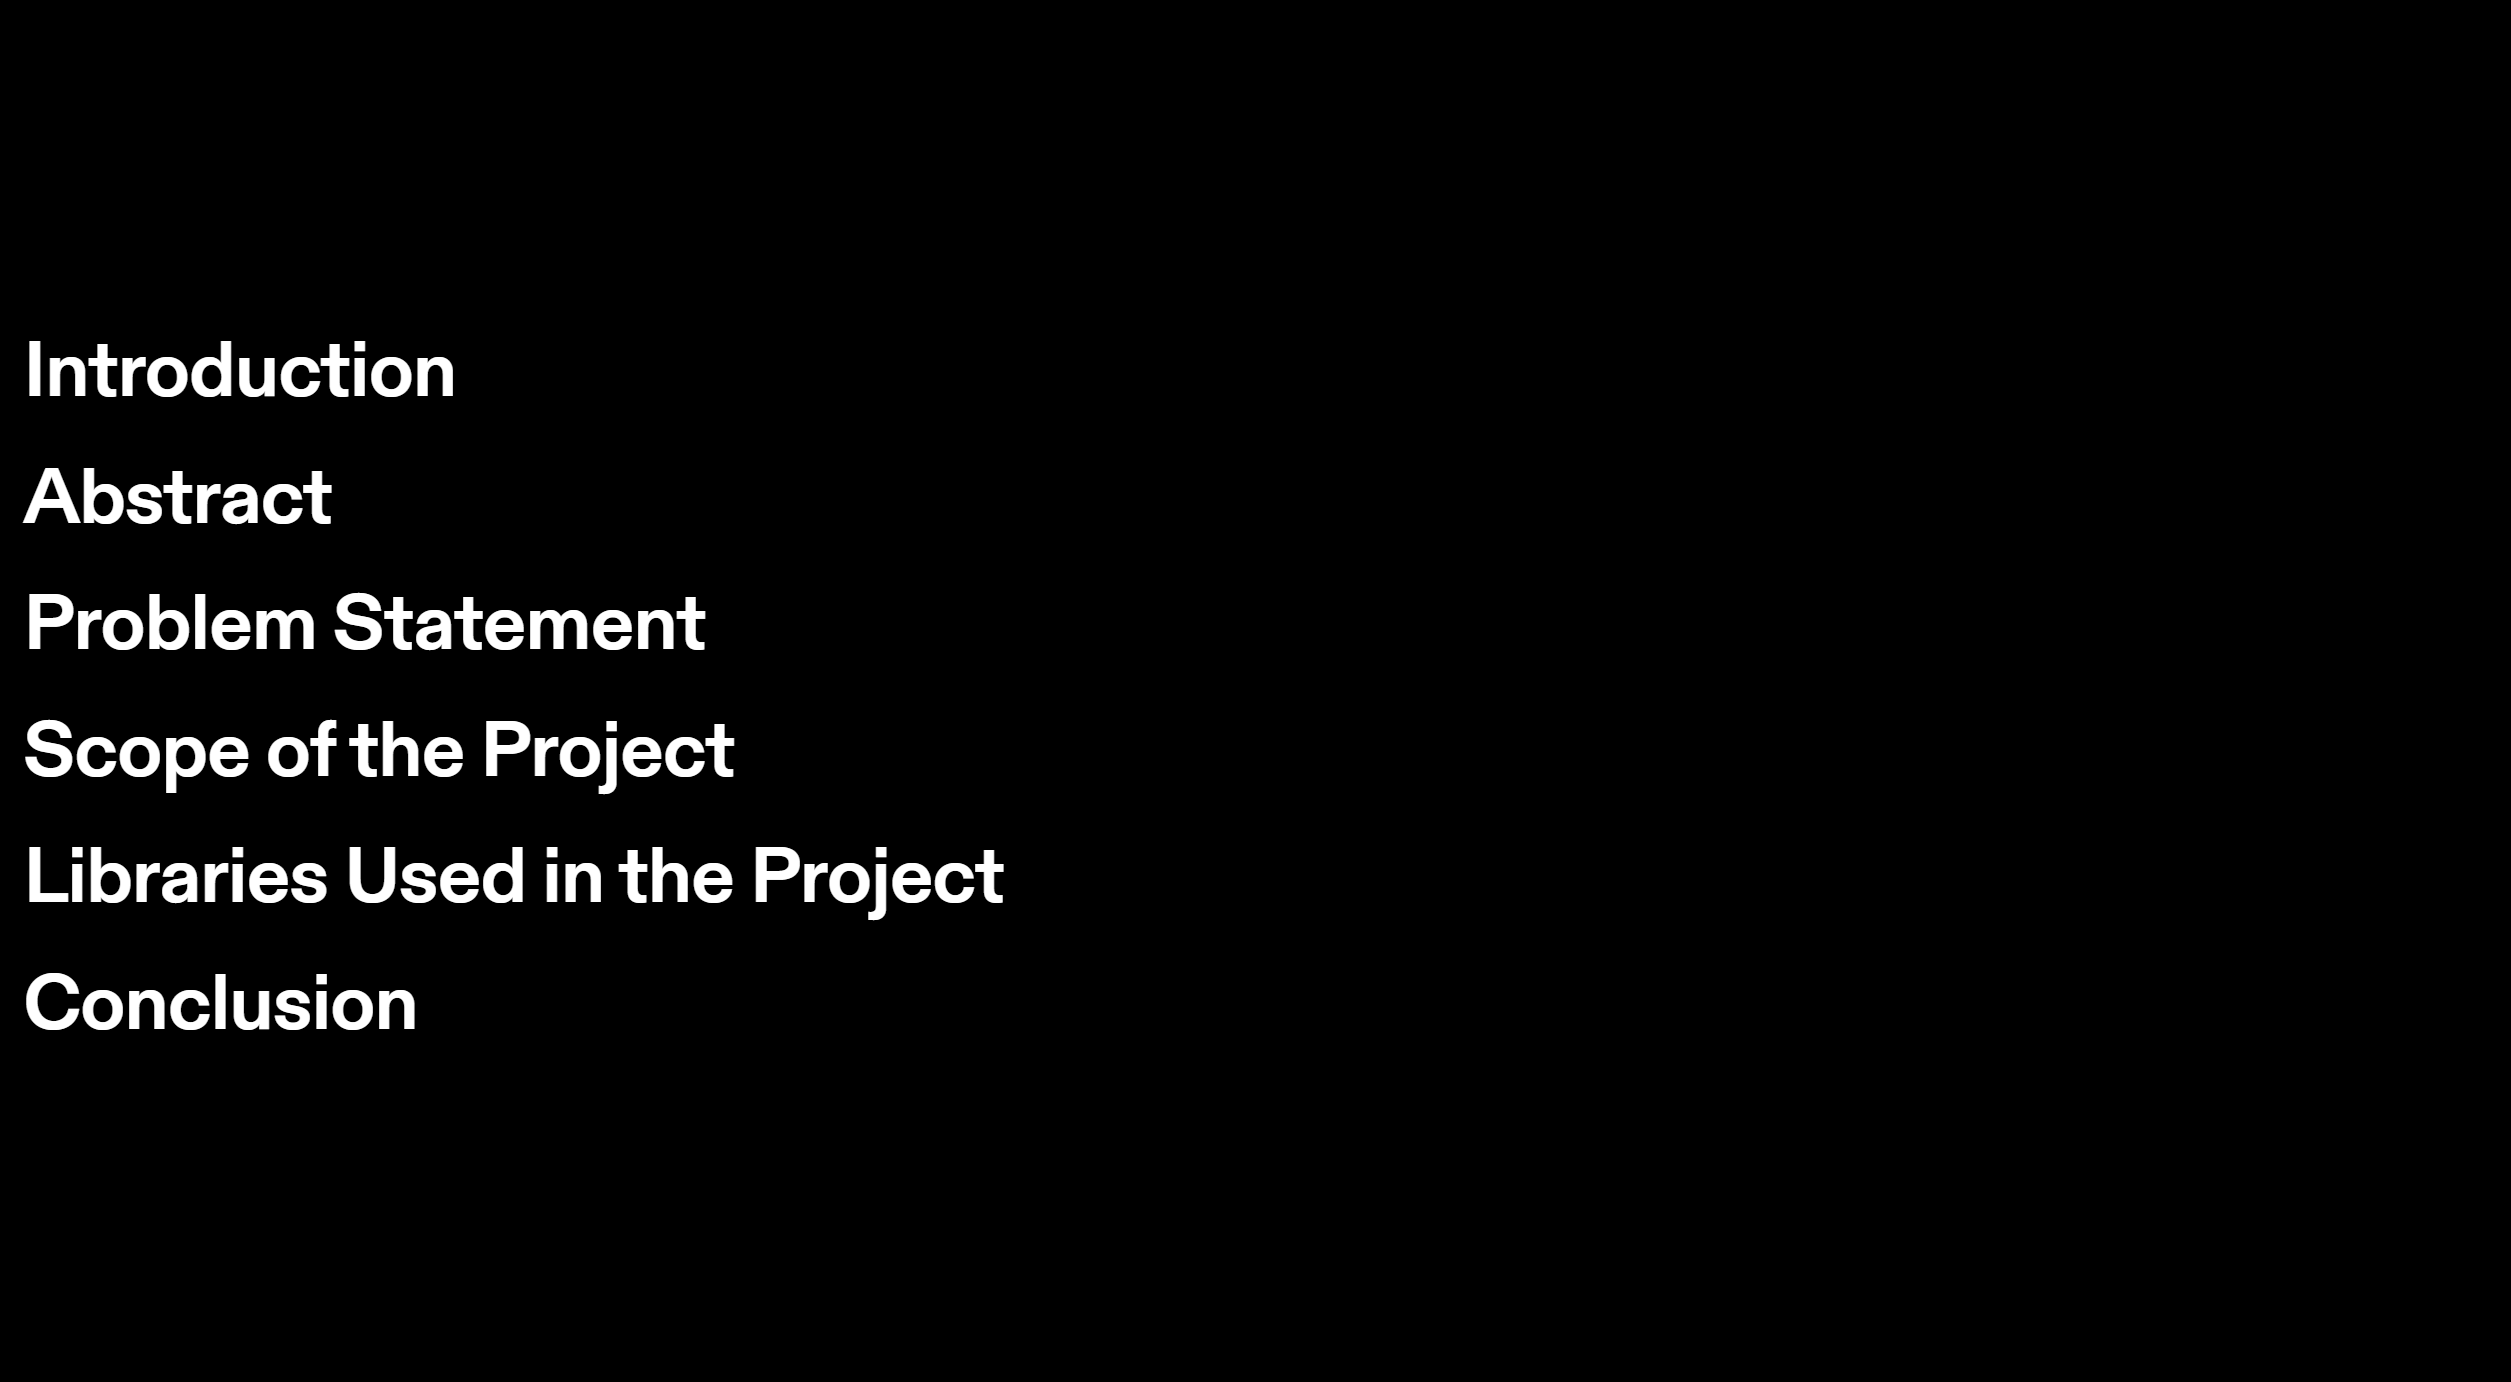 Introduction
Abstract
Problem Statement
Scope of the Project
Libraries Used in the Project
Conclusion